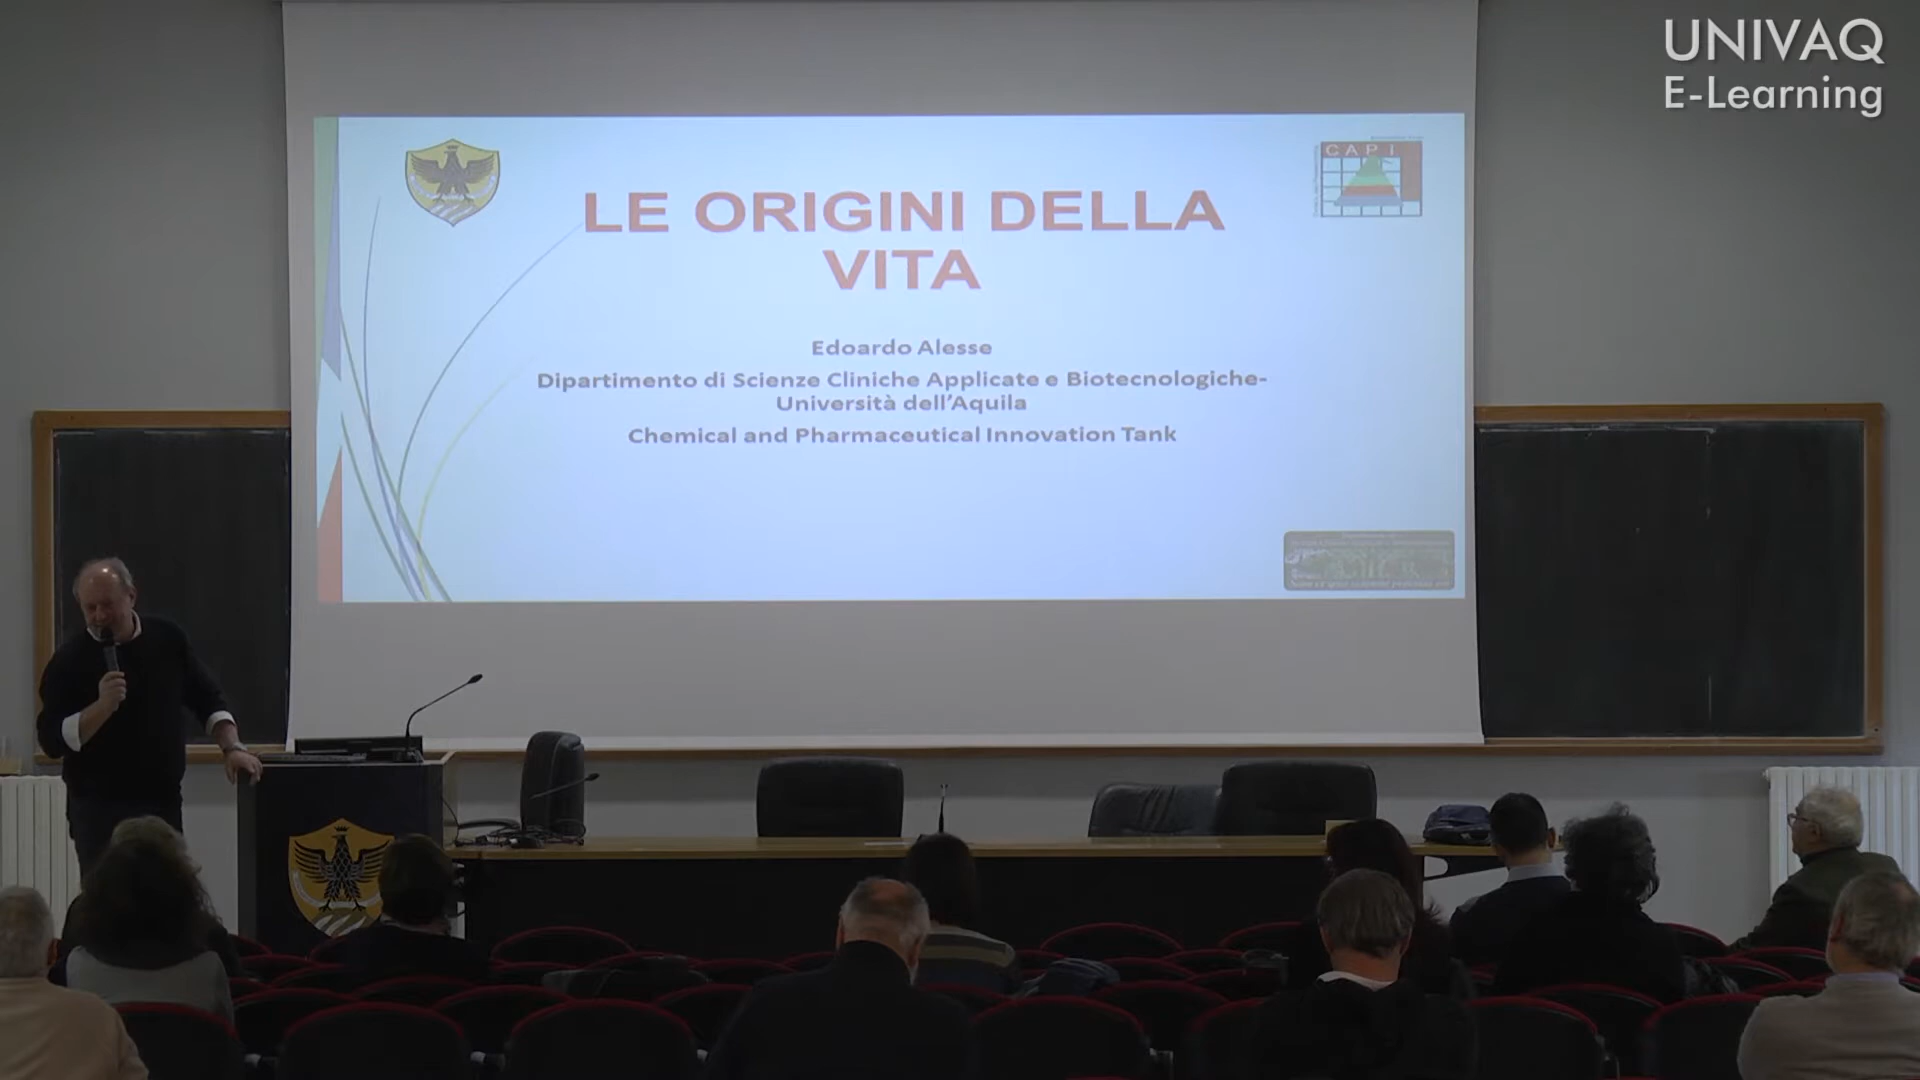 UNIVAQ
E-Learning
CAPI
LE ORIGINI DELLA
VITA
Edoardo Alesse
Dipartimento di Scienze Cliniche Applicate e Biotecnologiche-
Università dell'Aquila
Chemical and Pharmaceutical Innovation Tank